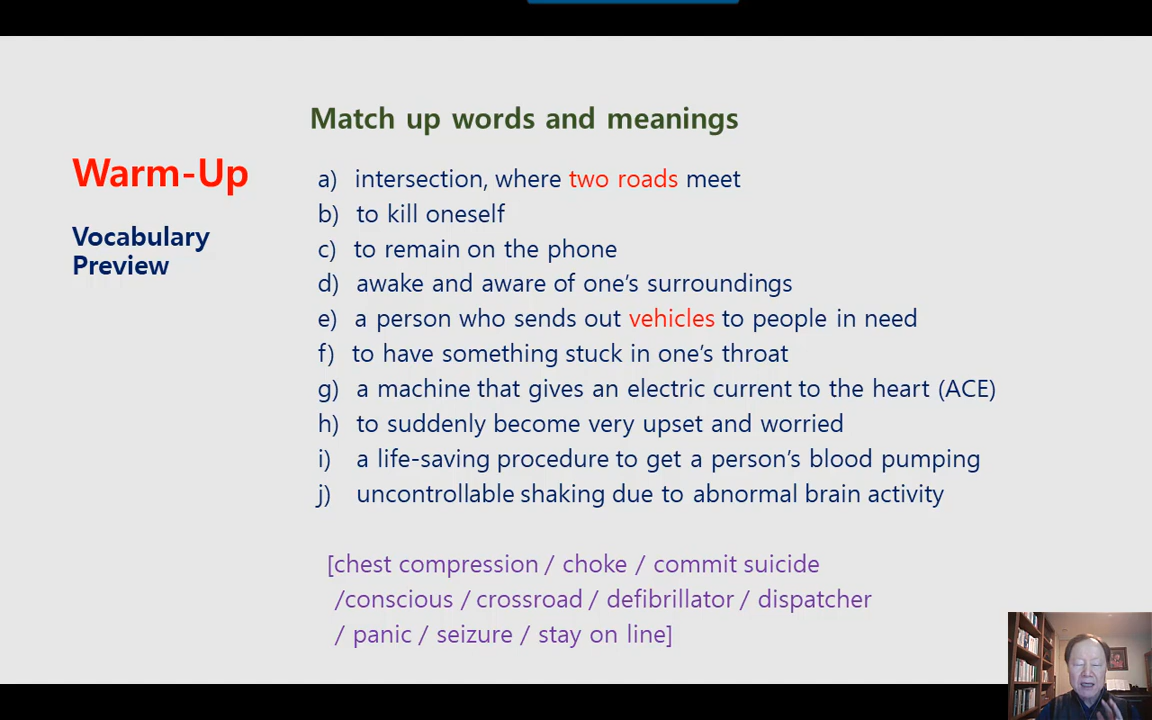 Match up words and meanings
Warm-Up
Vocabulary
Preview
a) intersection, where two roads meet
b) to kill oneself
c) to remain on the phone
d) awake and aware of one’s surroundings
e) a person who sends out vehicles to people in need
f) to have something stuck in one’s throat
g) a machine that gives an electric current to the heart (ACE)
h) to suddenly become very upset and worried
i) a life-saving procedure to get a person’s blood pumping
j) uncontrollable shaking due to abnormal brain activity
[chest compression / choke / commit suicide
/conscious / crossroad / defibrillator / dispatcher
/ panic / seizure / stay on line]